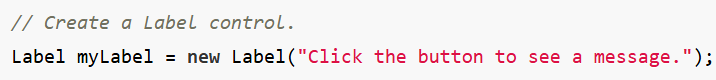 // Create a Label control.
Label myLabel = new Label("Click the button to see a message.");